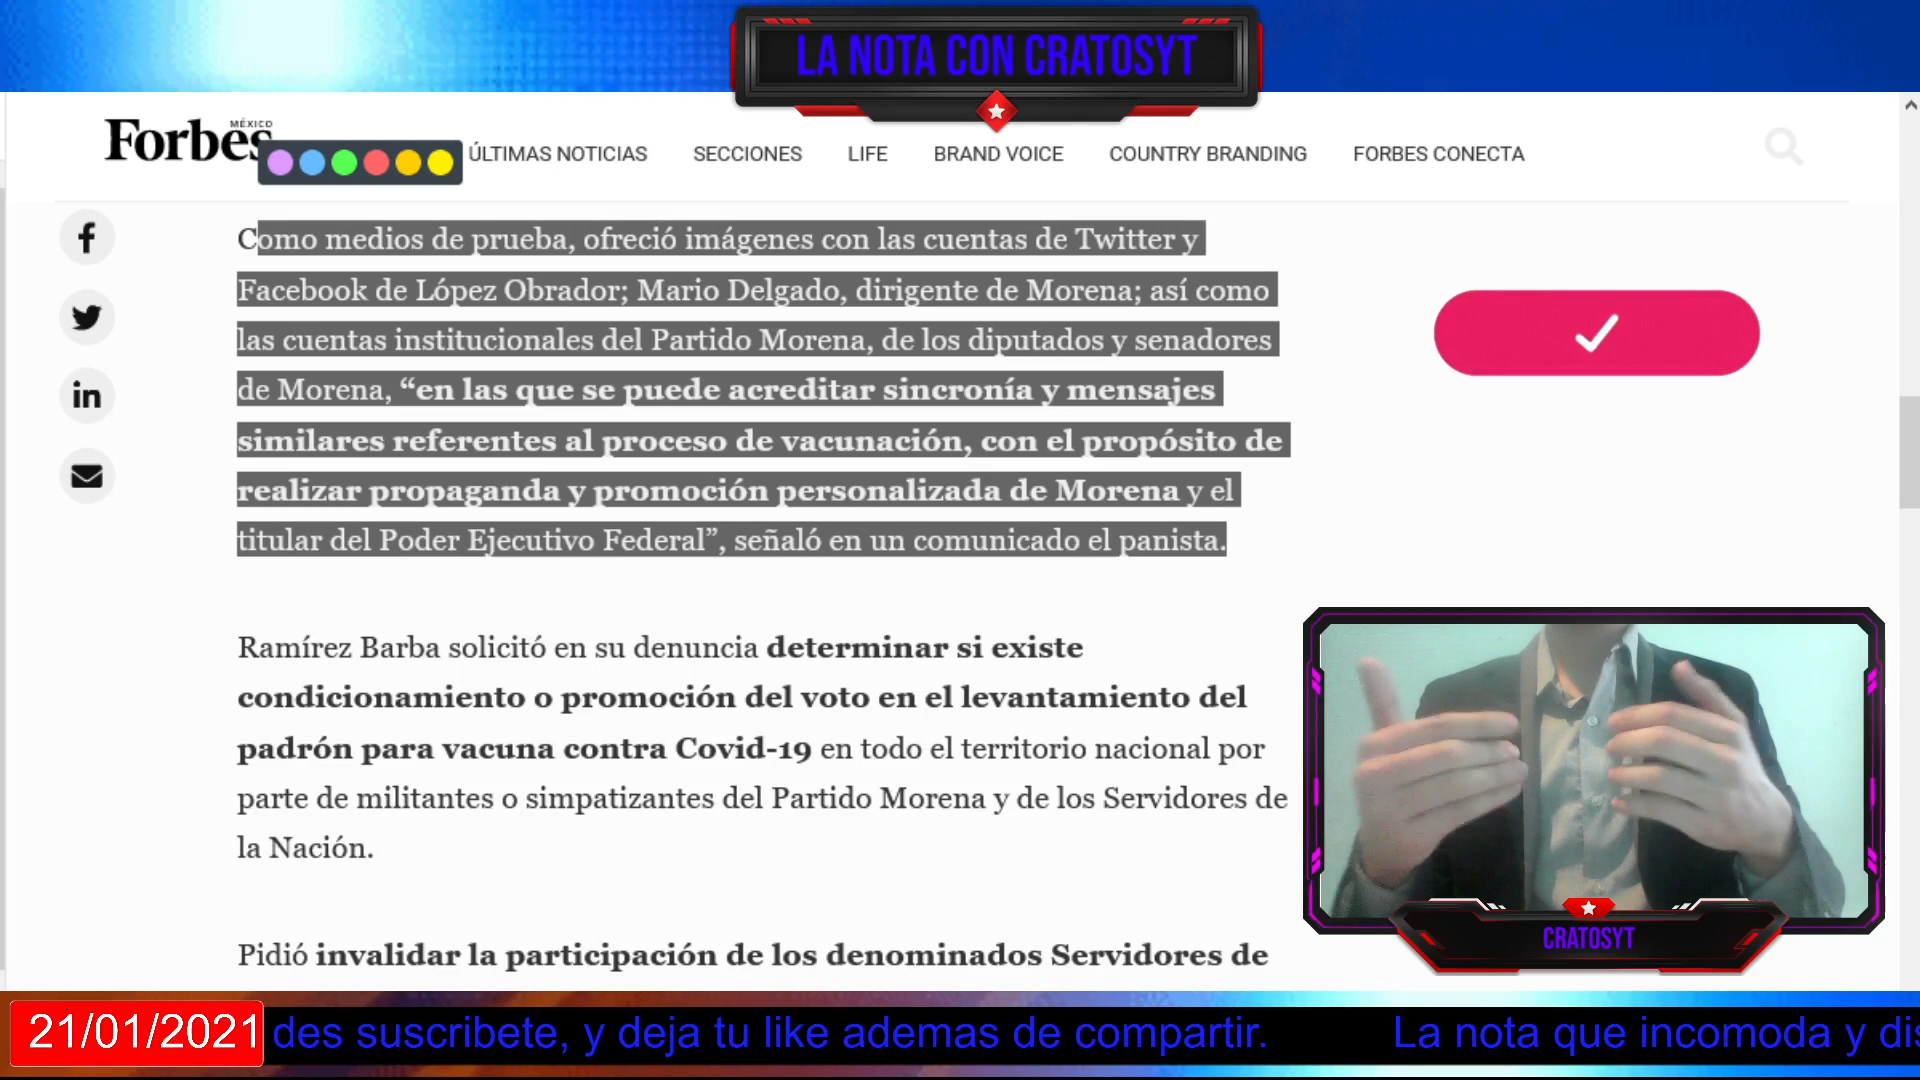 LA NOTA CON CRATOSYT
Forbes
MÉXICO
ÚLTIMAS NOTICIAS
SECCIONES
LIFE
BRAND VOICE
COUNTRY BRANDING
FORBES CONECTA
Como medios de prueba, ofreció imágenes con las cuentas de Twitter y
Facebook de López Obrador; Mario Delgado, dirigente de Morena; así como
las cuentas institucionales del Partido Morena, de los diputados y senadores
de Morena, “en las que se puede acreditar sincronía y mensajes
similares referentes al proceso de vacunación, con el propósito de
realizar propaganda y promoción personalizada de Morena y el
titular del Poder Ejecutivo Federal”, señaló en un comunicado el panista.
Ramírez Barba solicitó en su denuncia determinar si existe
condicionamiento o promoción del voto en el levantamiento del
padrón para vacuna contra Covid-19 en todo el territorio nacional por
parte de militantes o simpatizantes del Partido Morena y de los Servidores de
la Nación.
Pidió invalidar la participación de los denominados Servidores de
CRATOSYT
21/01/2021
des suscribete, y deja tu like ademas de compartir.
La nota que incomoda y dis